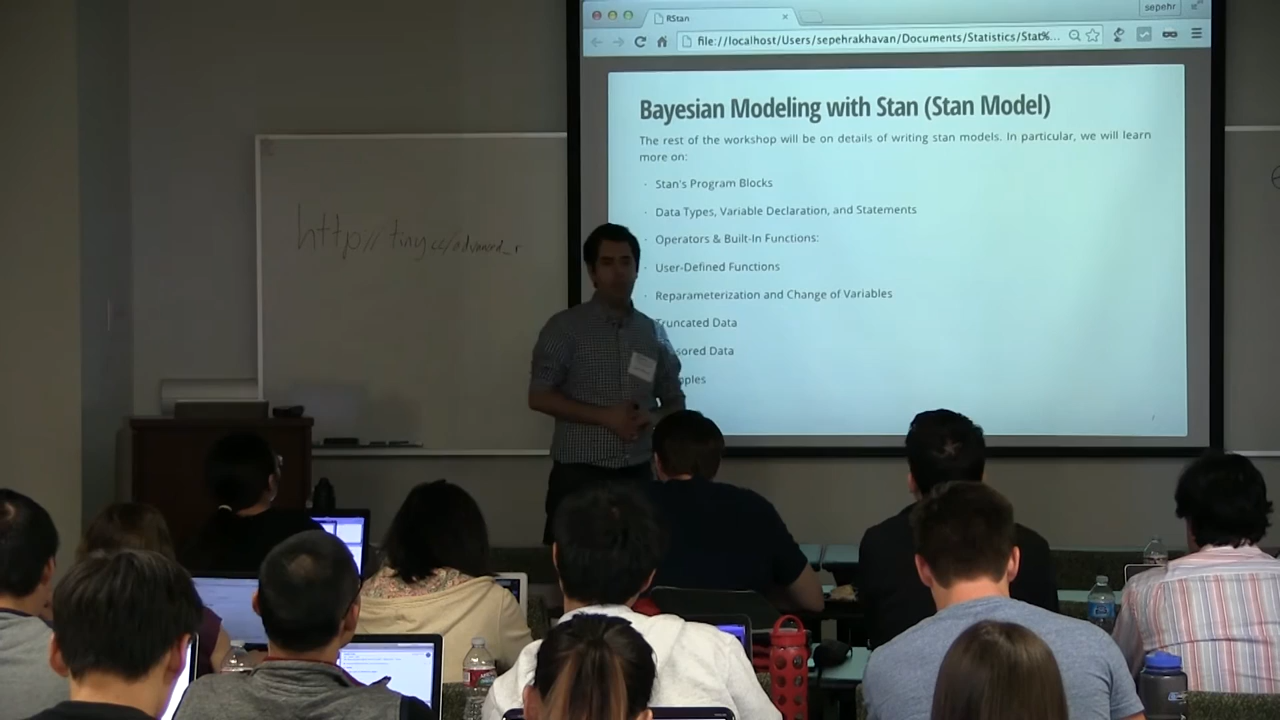 sepehr
RStan
file://localhost/Users/sepehrakhavan/Documents/Statistics/Stat%...
Bayesian Modeling with Stan (Stan Model)
The rest of the workshop will be on details of writing stan models. In particular, we will learn
more on:
· Stan's Program Blocks
· Data Types, Variable Declaration, and Statements
· Operators & Built-In Functions:
· User-Defined Functions
· Reparameterization and Change of Variables
Truncated Data
sored Data
ples
http://tiny.cc/advanced_r